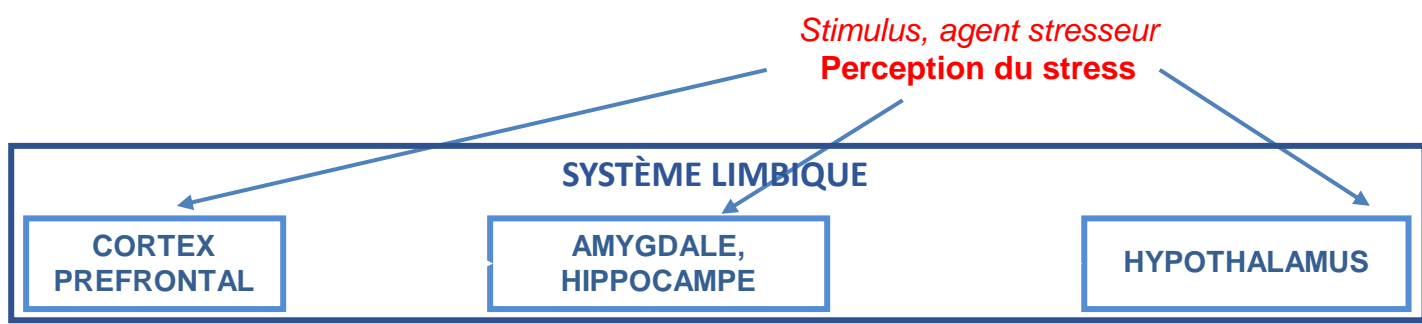 Stimulus, agent stresseur
Perception du stress
SYSTÈME LIMBIQUE
CORTEX
PREFRONTAL
AMYGDALE,
HIPPOCAMPE
HYPOTHALAMUS